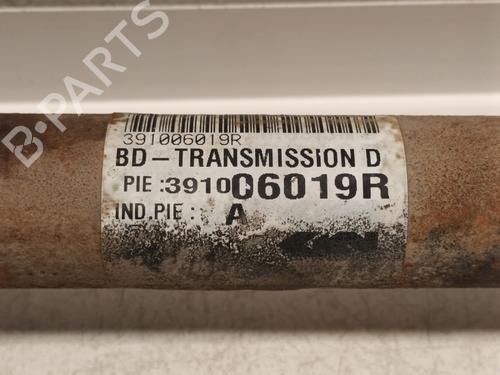 B-PARTS
391006019R
BD-TRANSMISSION D
PIE :391006019R
IND.PIE : A